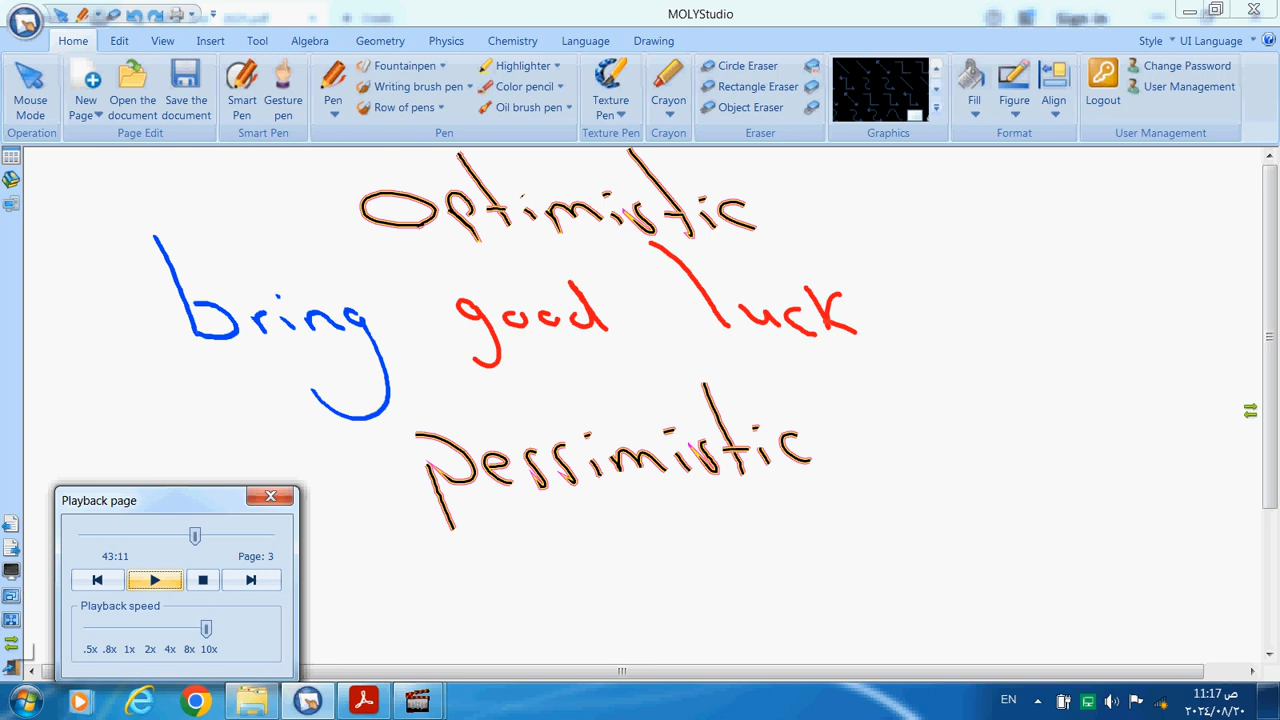 MOLYStudio
Sign in
Home Edit View Insert Tool Algebra Geometry Physics Chemistry Language Drawing Style UI Language
Mouse Mode New Page Open the document Save the document Smart Pen Gesture pen Pen Fountainpen Writing brush pen Row of pens Highlighter Color pencil Oil brush pen Texture Pen Crayon Circle Eraser Rectangle Eraser Object Eraser Fill Figure Align Logout Change Password User Management
Operation Page Edit Smart Pen Pen Texture Pen Crayon Eraser Graphics Format User Management
Optimistic
bring good luck
pessimistic
Playback page
43:11 Page: 3
Playback speed
.5x .8x 1x 2x 4x 8x 10x
EN
11:17 ص
٢٠٢٤/٠٨/٢٠